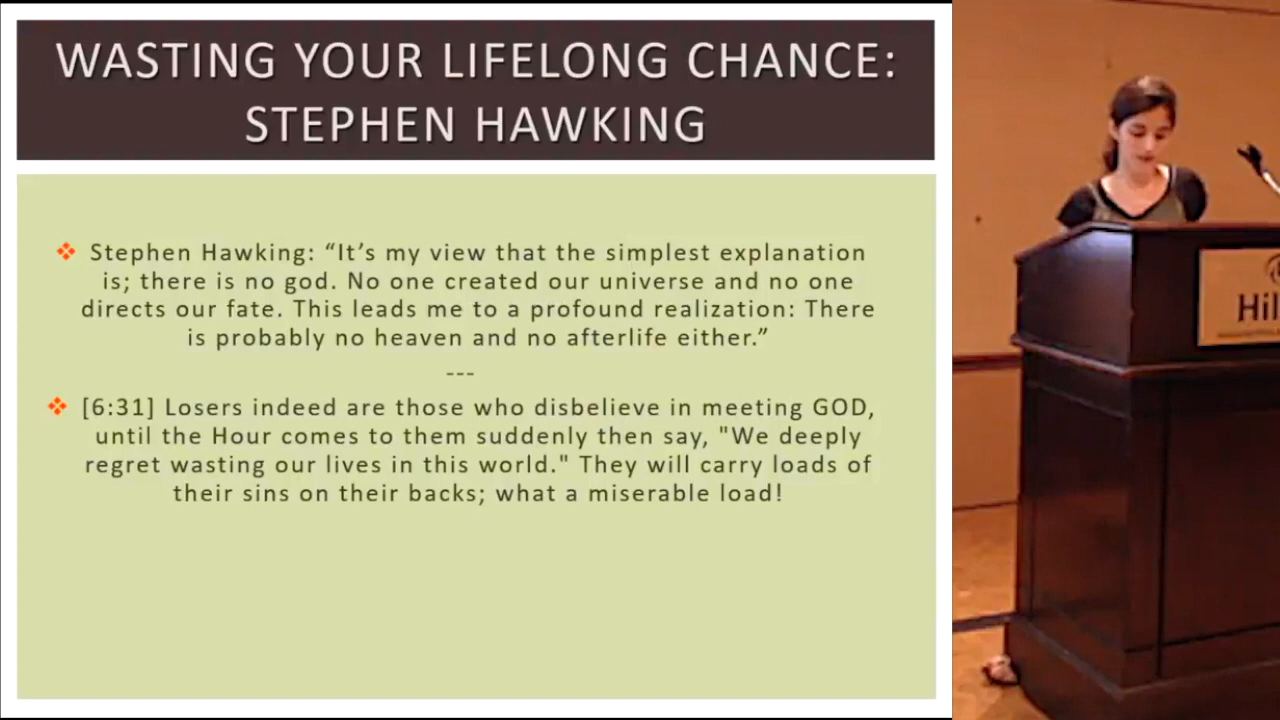 WASTING YOUR LIFELONG CHANCE:
STEPHEN HAWKING
Stephen Hawking: “It’s my view that the simplest explanation
is; there is no god. No one created our universe and no one
directs our fate. This leads me to a profound realization: There
is probably no heaven and no afterlife either.”
---
[6:31] Losers indeed are those who disbelieve in meeting GOD,
until the Hour comes to them suddenly then say, "We deeply
regret wasting our lives in this world." They will carry loads of
their sins on their backs; what a miserable load!
Hil